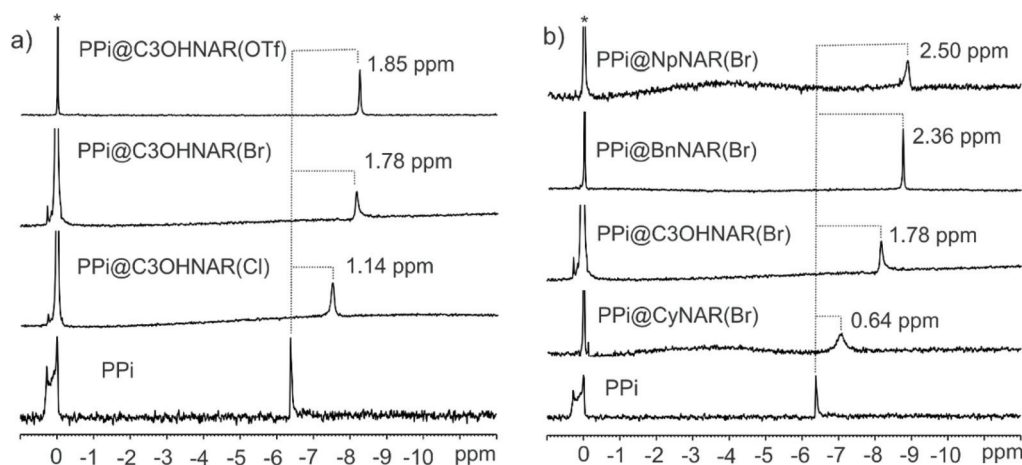 a)
*
PPi@C3OHNAR(OTf)
1.85 ppm
PPi@C3OHNAR(Br)
1.78 ppm
PPi@C3OHNAR(Cl)
1.14 ppm
PPi
0 -1 -2 -3 -4 -5 -6 -7 -8 -9 -10 ppm
b)
*
PPi@NpNAR(Br)
2.50 ppm
PPi@BnNAR(Br)
2.36 ppm
PPi@C3OHNAR(Br)
1.78 ppm
PPi@CyNAR(Br)
0.64 ppm
PPi
0 -1 -2 -3 -4 -5 -6 -7 -8 -9 -10 ppm